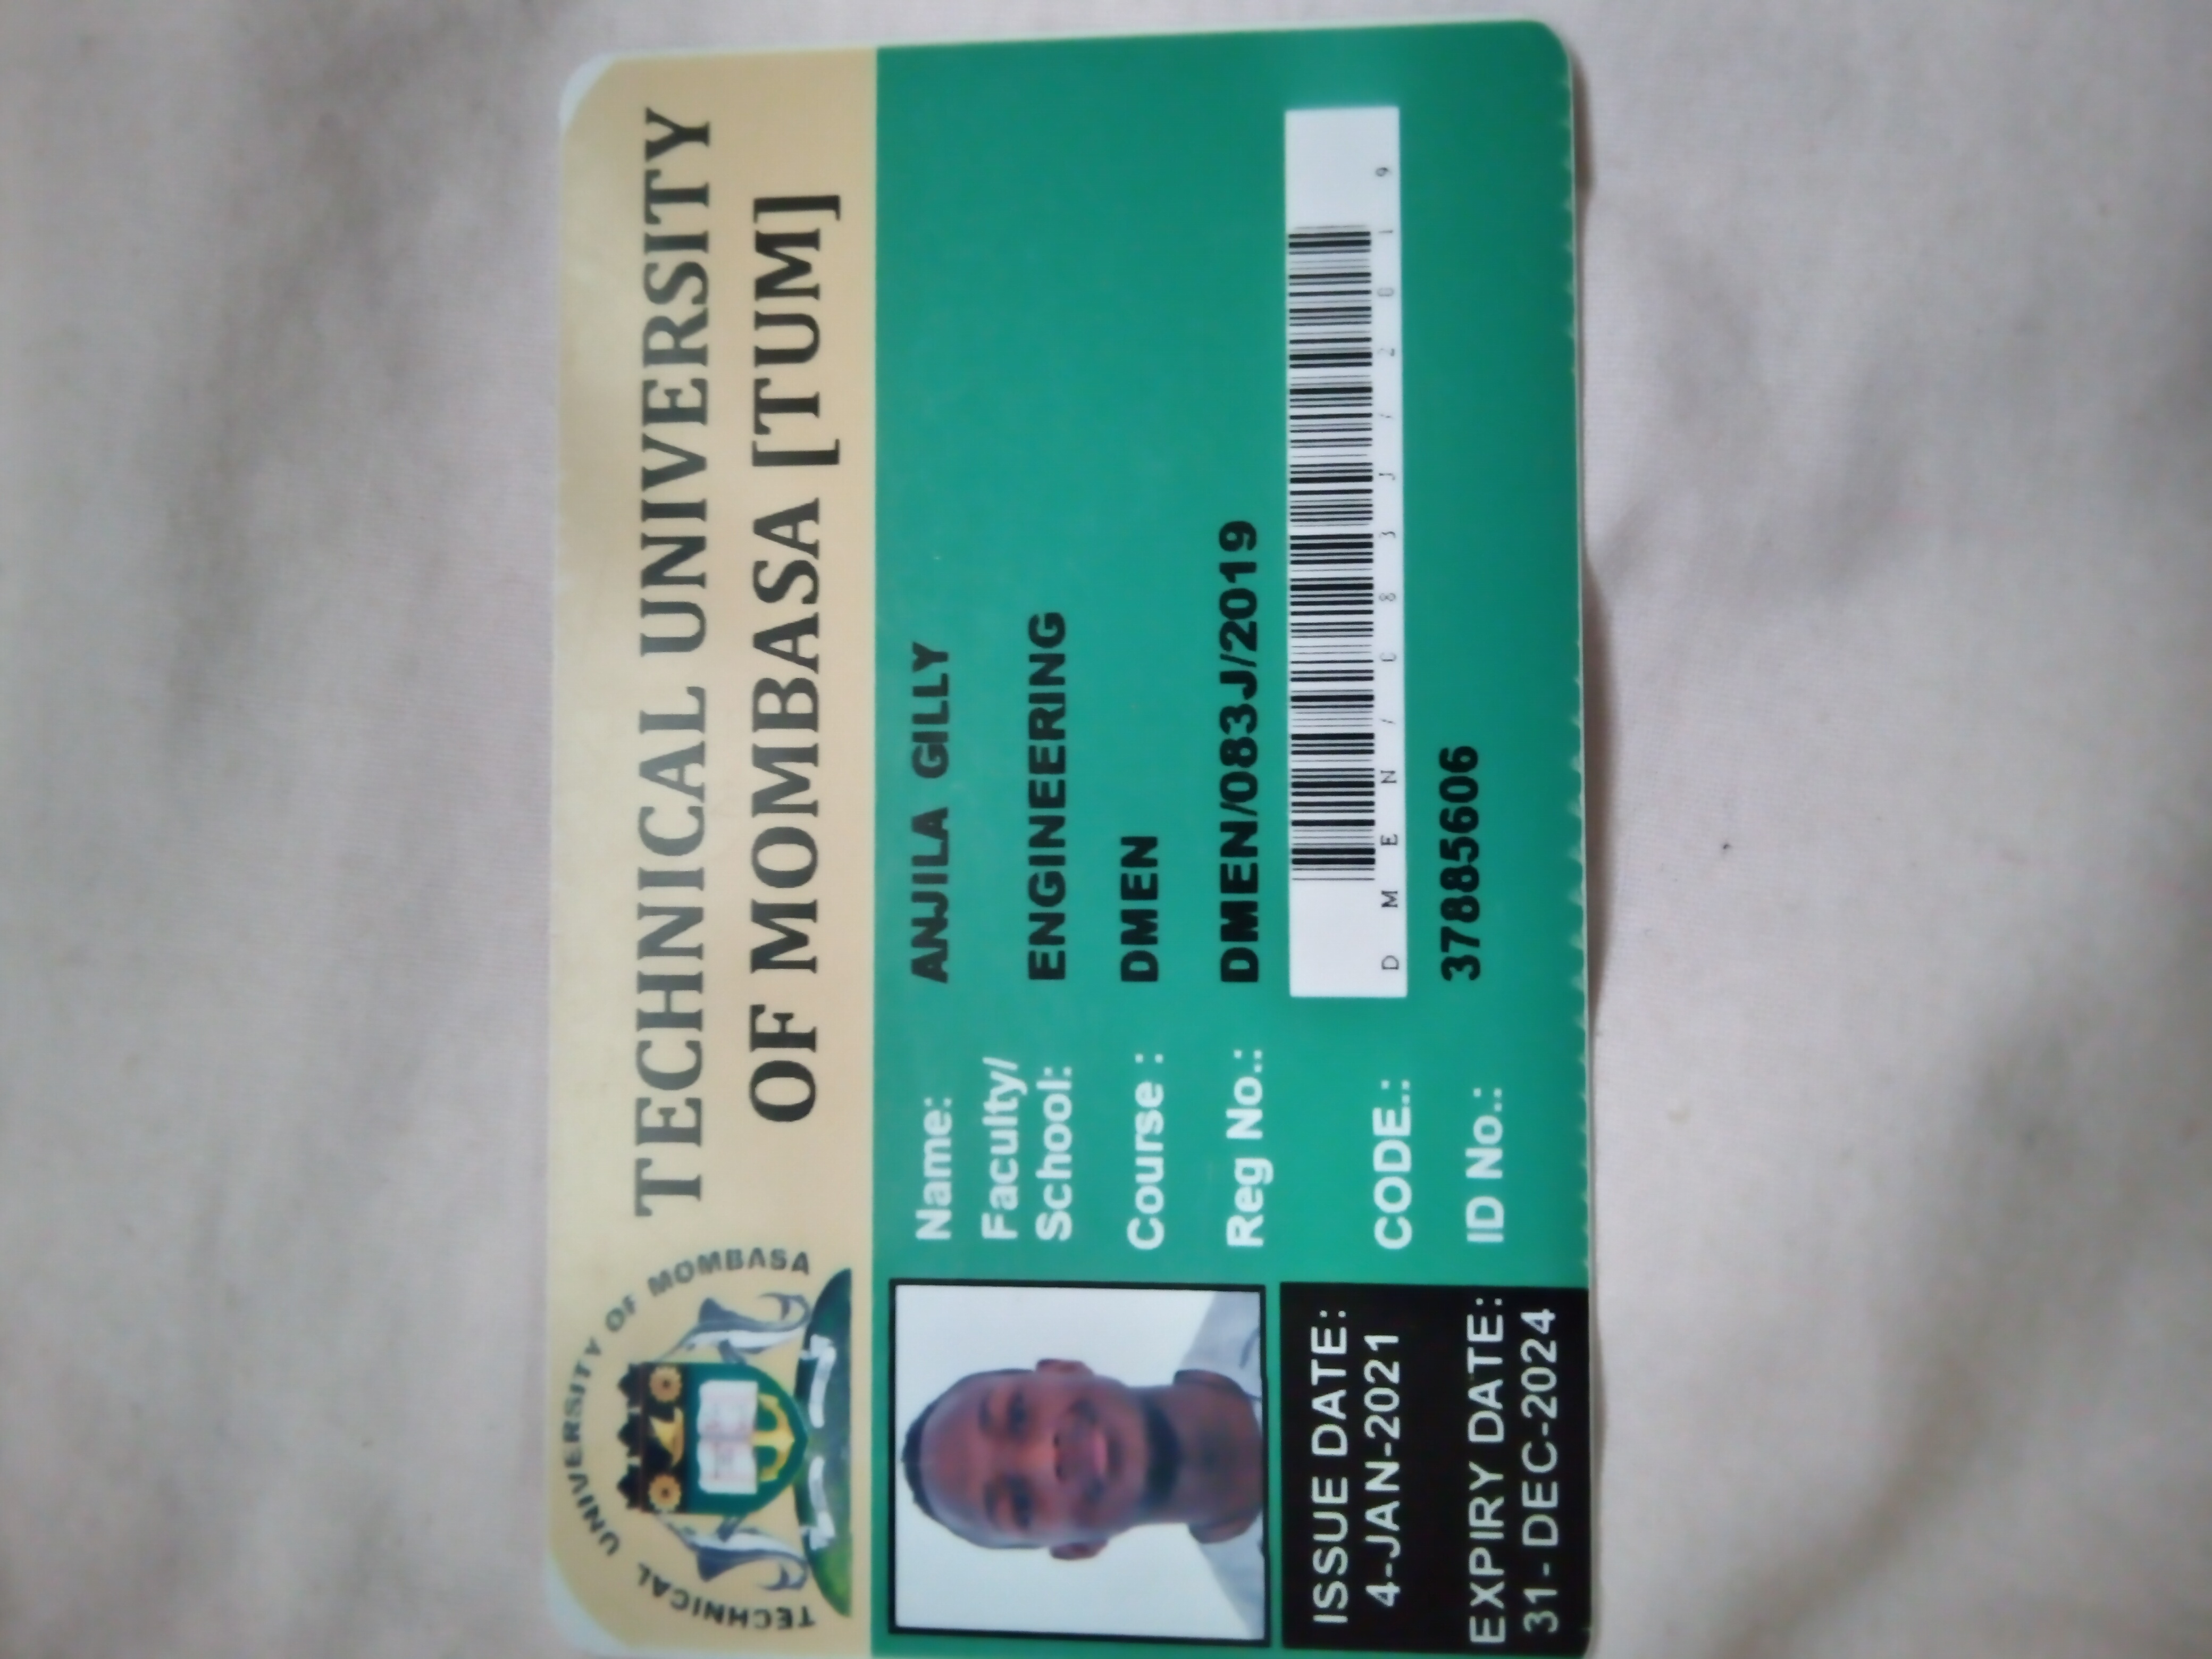 TECHNICAL UNIVERSITY OF MOMBASA
TECHNICAL UNIVERSITY
OF MOMBASA [TUM]
Name: ANJILA GILLY
Faculty/
School: ENGINEERING
Course : DMEN
Reg No.: DMEN/083J/2019
CODE.: DMEN/083J/2019
ID No.: 37885606
ISSUE DATE:
4-JAN-2021
EXPIRY DATE:
31- DEC-2024